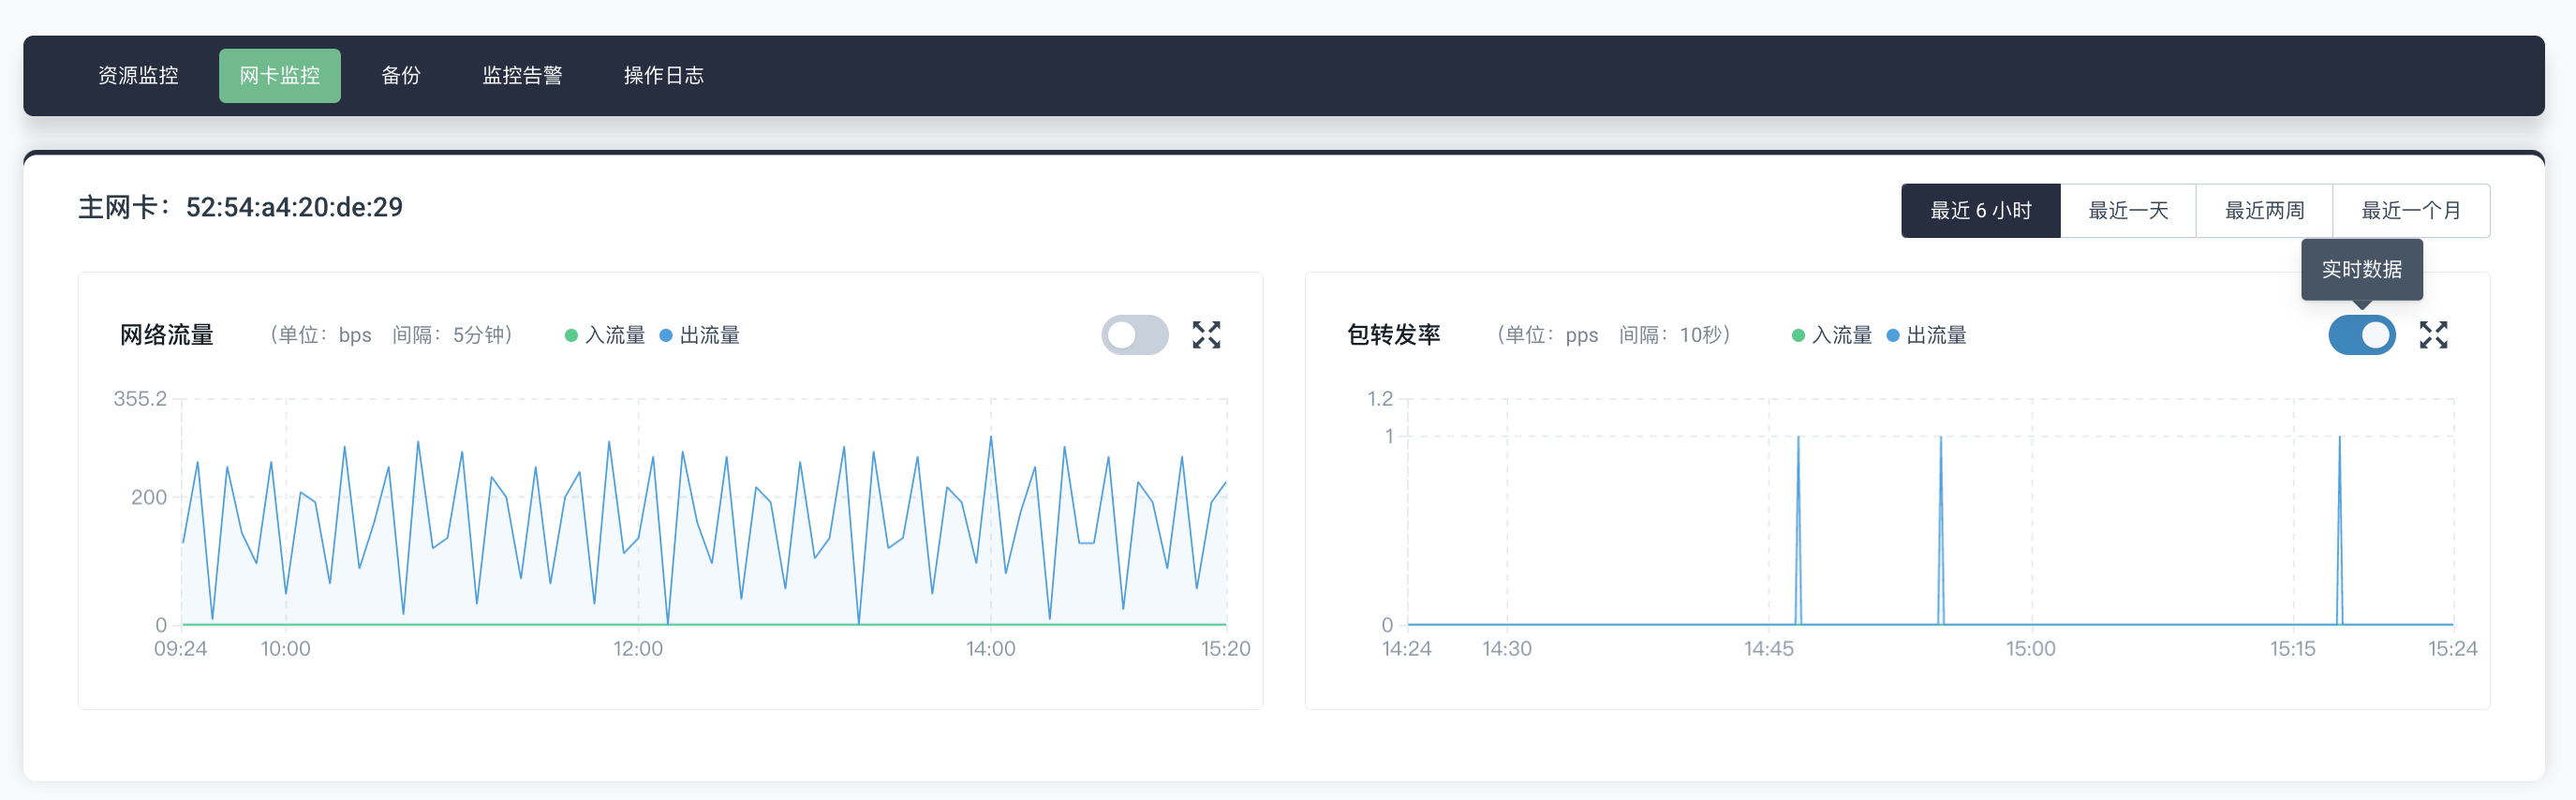 资源监控 网卡监控 备份 监控告警 操作日志
主网卡：52:54:a4:20:de:29
最近 6 小时 最近一天 最近两周 最近一个月
实时数据
网络流量 （单位：bps 间隔：5分钟） 入流量 出流量
355.2
200
0
09:24 10:00 12:00 14:00 15:20
包转发率 （单位：pps 间隔：10秒） 入流量 出流量
1.2
1
0
14:24 14:30 14:45 15:00 15:15 15:24